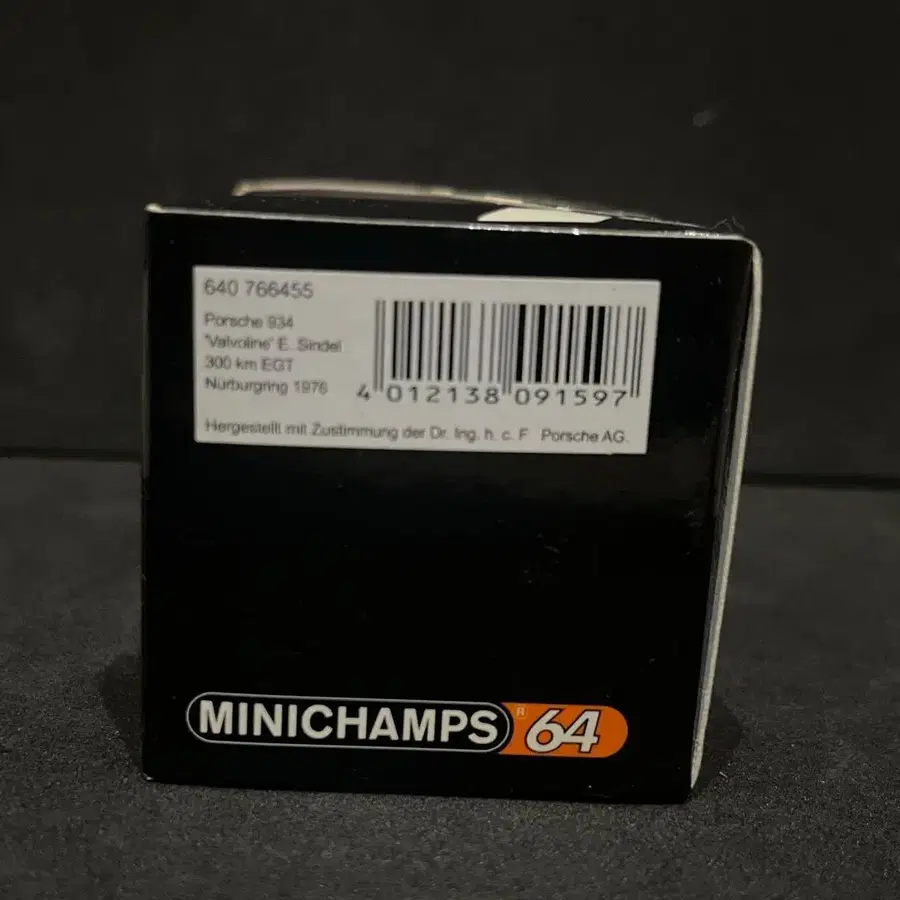 640 766455
Porsche 934
"Valvoline" E. Sindel
300 km EGT
Nürburgring 1976
4 012138 091597
Hergestellt mit Zustimmung der Dr. Ing. h. c. F Porsche AG.
MINICHAMPS ® 64